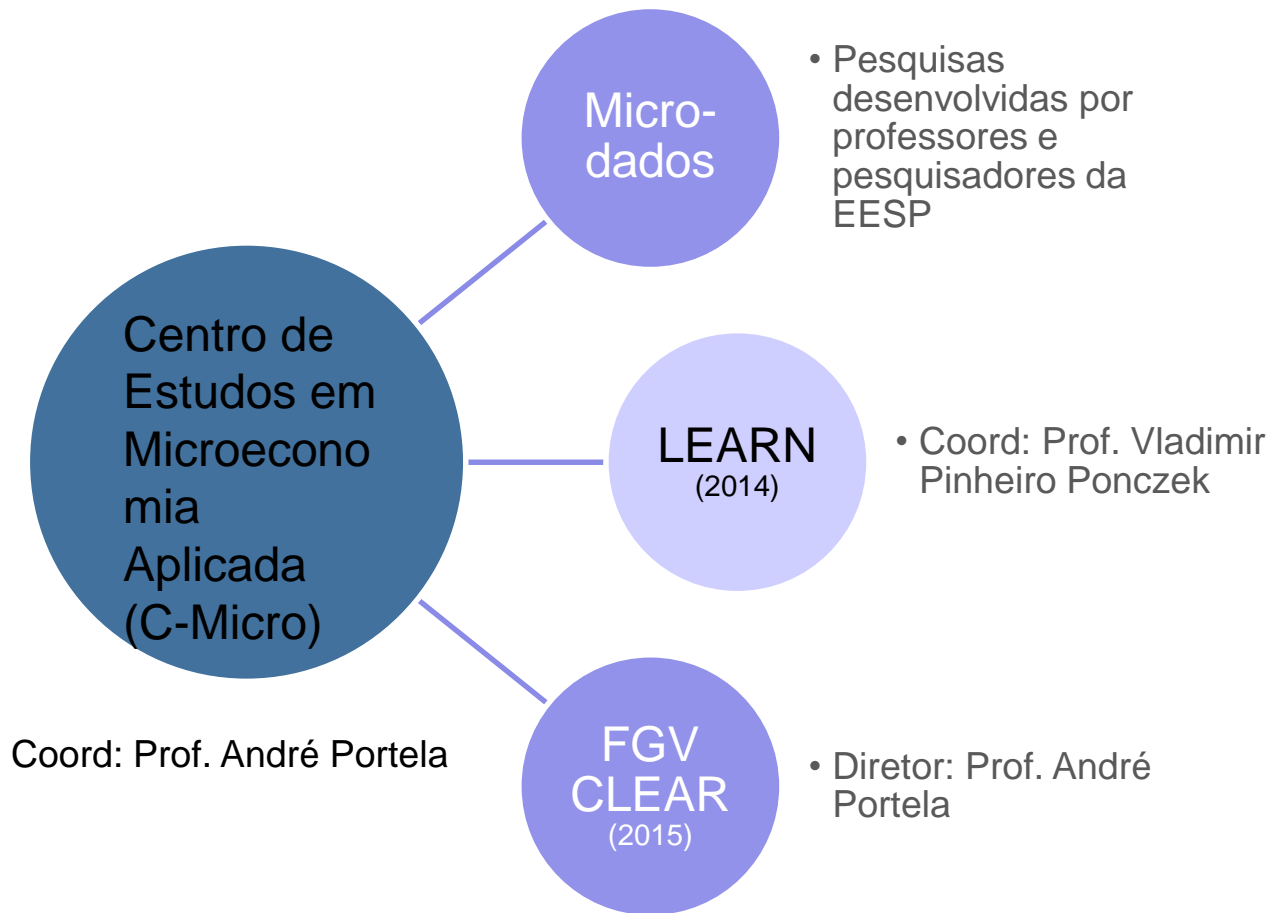 Micro-
dados
• Pesquisas
desenvolvidas por
professores e
pesquisadores da
EESP
Centro de
Estudos em
Microecono
mia
Aplicada
(C-Micro)
Coord: Prof. André Portela
LEARN
(2014)
• Coord: Prof. Vladimir
Pinheiro Ponczek
FGV
CLEAR
(2015)
• Diretor: Prof. André
Portela